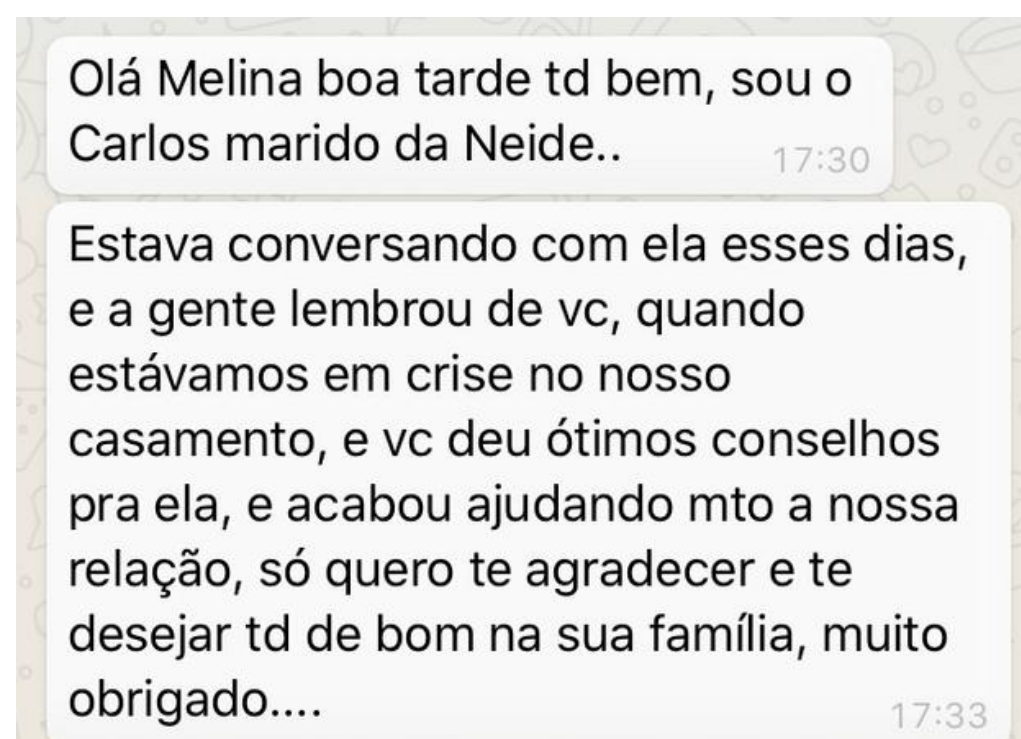 Olá Melina boa tarde td bem, sou o
Carlos marido da Neide..
17:30
Estava conversando com ela esses dias,
e a gente lembrou de vc, quando
estávamos em crise no nosso
casamento, e vc deu ótimos conselhos
pra ela, e acabou ajudando mto a nossa
relação, só quero te agradecer e te
desejar td de bom na sua família, muito
obrigado....
17:33